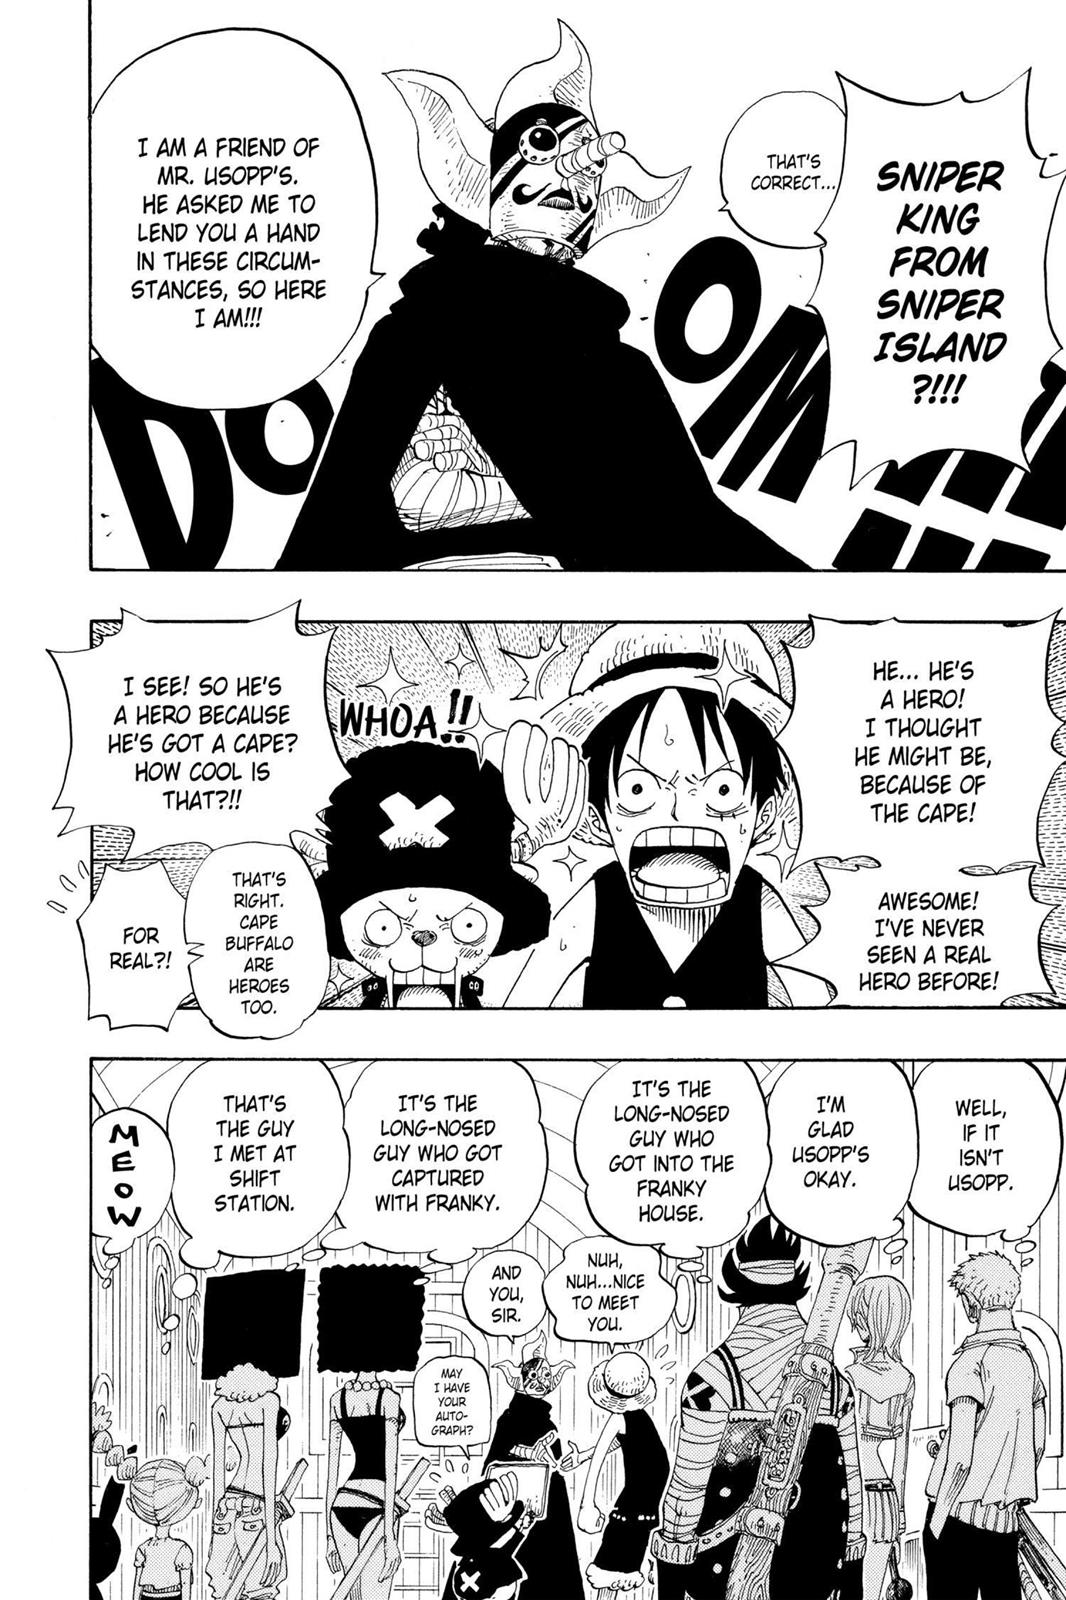 SNIPER
KING
FROM
SNIPER
ISLAND
?!!!
THAT'S
CORRECT...
I AM A FRIEND OF
MR. USOPP'S.
HE ASKED ME TO
LEND YOU A HAND
IN THESE CIRCUM-
STANCES, SO HERE
I AM!!!
DOOM!!!
HE... HE'S
A HERO!
I THOUGHT
HE MIGHT BE,
BECAUSE OF
THE CAPE!
AWESOME!
I'VE NEVER
SEEN A REAL
HERO BEFORE!
WHOA!!
I SEE! SO HE'S
A HERO BECAUSE
HE'S GOT A CAPE?
HOW COOL IS
THAT?!!
THAT'S
RIGHT.
CAPE
BUFFALO
ARE
HEROES
TOO.
FOR
REAL?!
WELL,
IF IT
ISN'T
USOPP.
I'M
GLAD
USOPP'S
OKAY.
IT'S THE
LONG-NOSED
GUY WHO
GOT INTO THE
FRANKY
HOUSE.
NUH,
NUH...NICE
TO MEET
YOU.
AND
YOU,
SIR.
MAY
I HAVE
YOUR
AUTO-
GRAPH?
IT'S THE
LONG-NOSED
GUY WHO GOT
CAPTURED
WITH FRANKY.
THAT'S
THE GUY
I MET AT
SHIFT
STATION.
MEOW